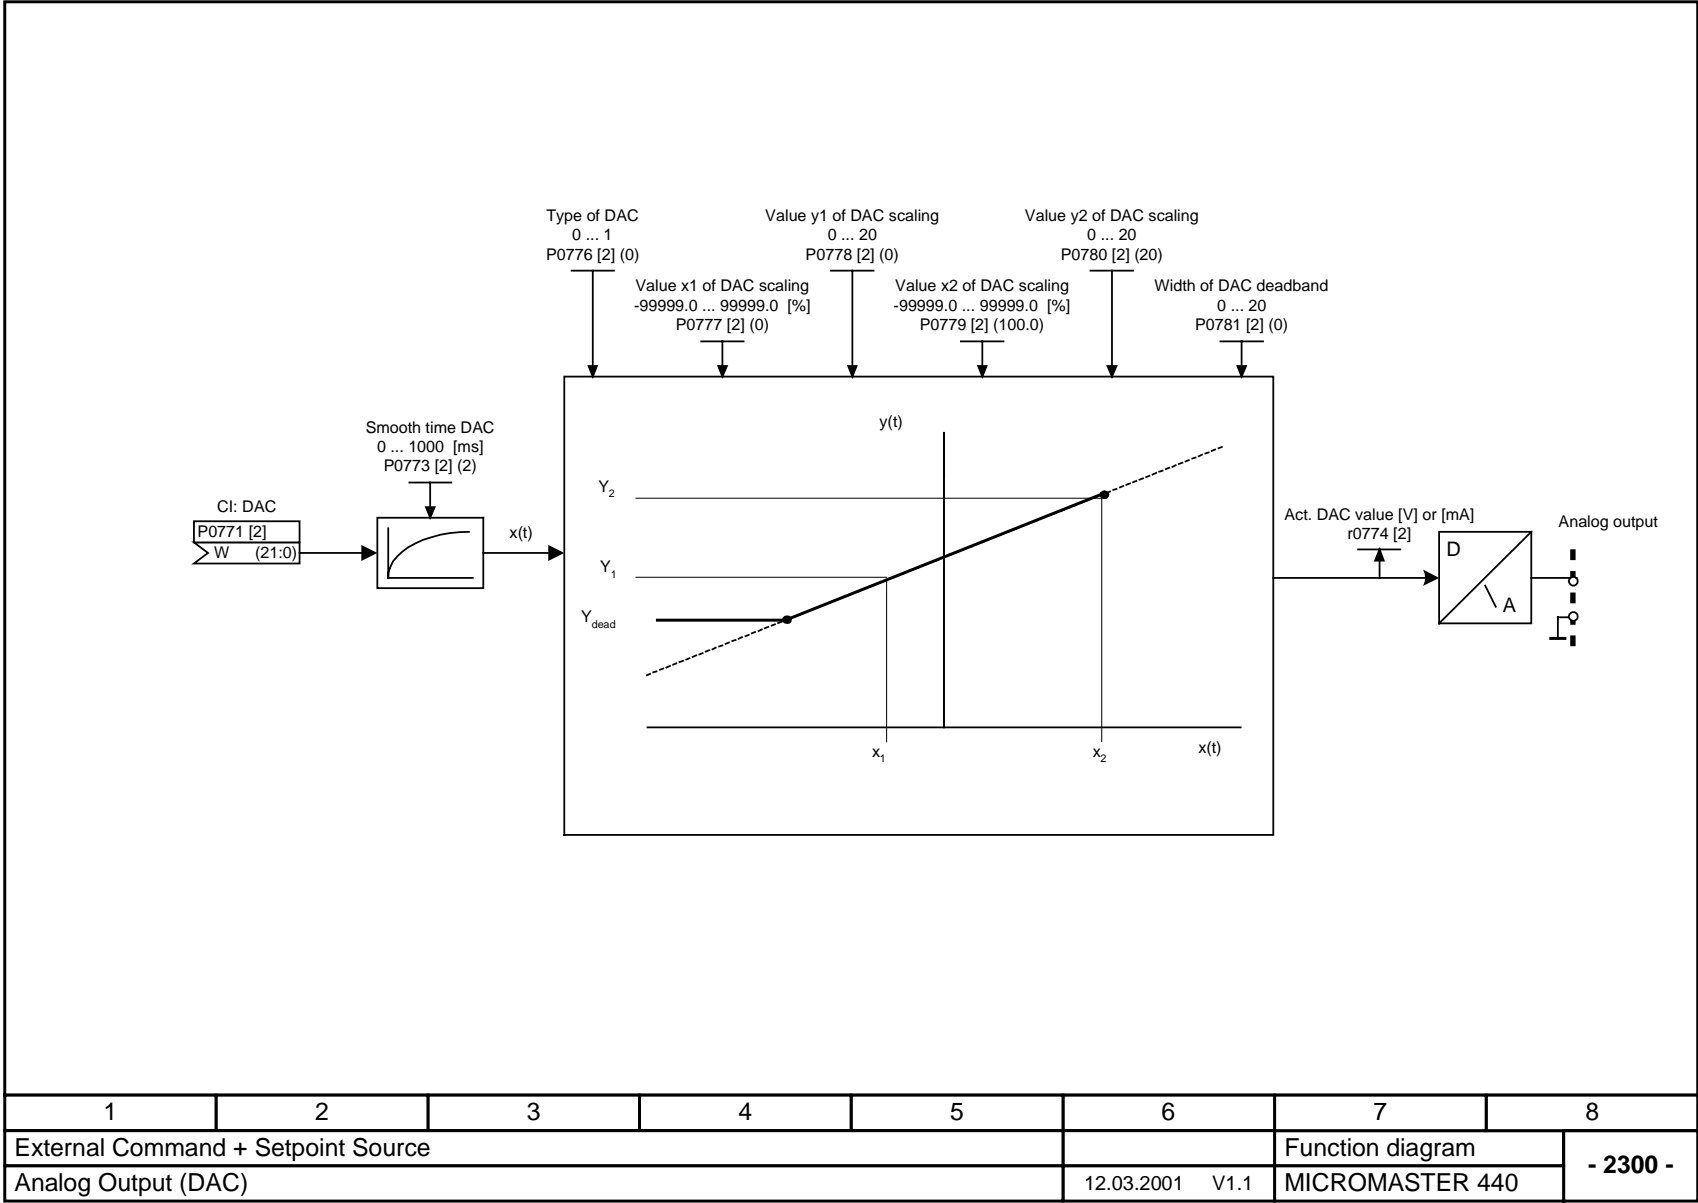 Type of DAC
0 ... 1
P0776 [2] (0)
Value y1 of DAC scaling
0 ... 20
P0778 [2] (0)
Value y2 of DAC scaling
0 ... 20
P0780 [2] (20)
Value x1 of DAC scaling
-99999.0 ... 99999.0 [%]
P0777 [2] (0)
Value x2 of DAC scaling
-99999.0 ... 99999.0 [%]
P0779 [2] (100.0)
Width of DAC deadband
0 ... 20
P0781 [2] (0)
Smooth time DAC
0 ... 1000 [ms]
P0773 [2] (2)
CI: DAC
P0771 [2]
W (21:0)
x(t)
y(t)
Y2
Y1
Ydead
x1
x2
x(t)
Act. DAC value [V] or [mA]
r0774 [2]
D
A
Analog output
1 2 3 4 5 6 7 8
External Command + Setpoint Source
Function diagram
- 2300 -
Analog Output (DAC)
12.03.2001 V1.1
MICROMASTER 440